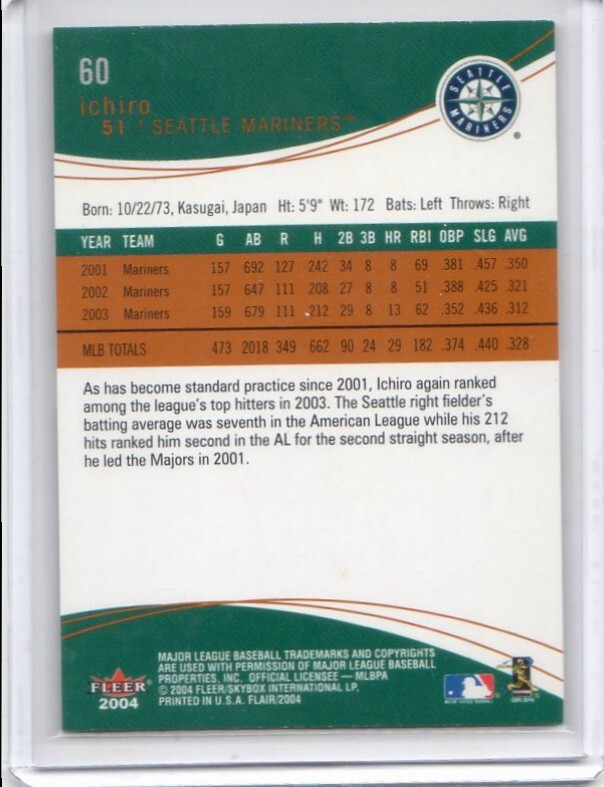 60
ichiro
51 / SEATTLE MARINERS™
SEATTLE MARINERS
Born: 10/22/73, Kasugai, Japan Ht: 5'9" Wt: 172 Bats: Left Throws: Right
YEAR TEAM G AB R H 2B 3B HR RBI OBP SLG AVG
2001 Mariners 157 692 127 242 34 8 8 69 .381 .457 .350
2002 Mariners 157 647 111 208 27 8 8 51 .388 .425 .321
2003 Mariners 159 679 111 212 29 8 13 62 .352 .436 .312
MLB TOTALS 473 2018 349 662 90 24 29 182 .374 .440 .328
As has become standard practice since 2001, Ichiro again ranked
among the league's top hitters in 2003. The Seattle right fielder's
batting average was seventh in the American League while his 212
hits ranked him second in the AL for the second straight season, after
he led the Majors in 2001.
MAJOR LEAGUE BASEBALL TRADEMARKS AND COPYRIGHTS
ARE USED WITH PERMISSION OF MAJOR LEAGUE BASEBALL
PROPERTIES, INC. OFFICIAL LICENSEE — MLBPA
© 2004 FLEER/SKYBOX INTERNATIONAL LP.
PRINTED IN U.S.A. FLAIR/2004
FLEER®
2004